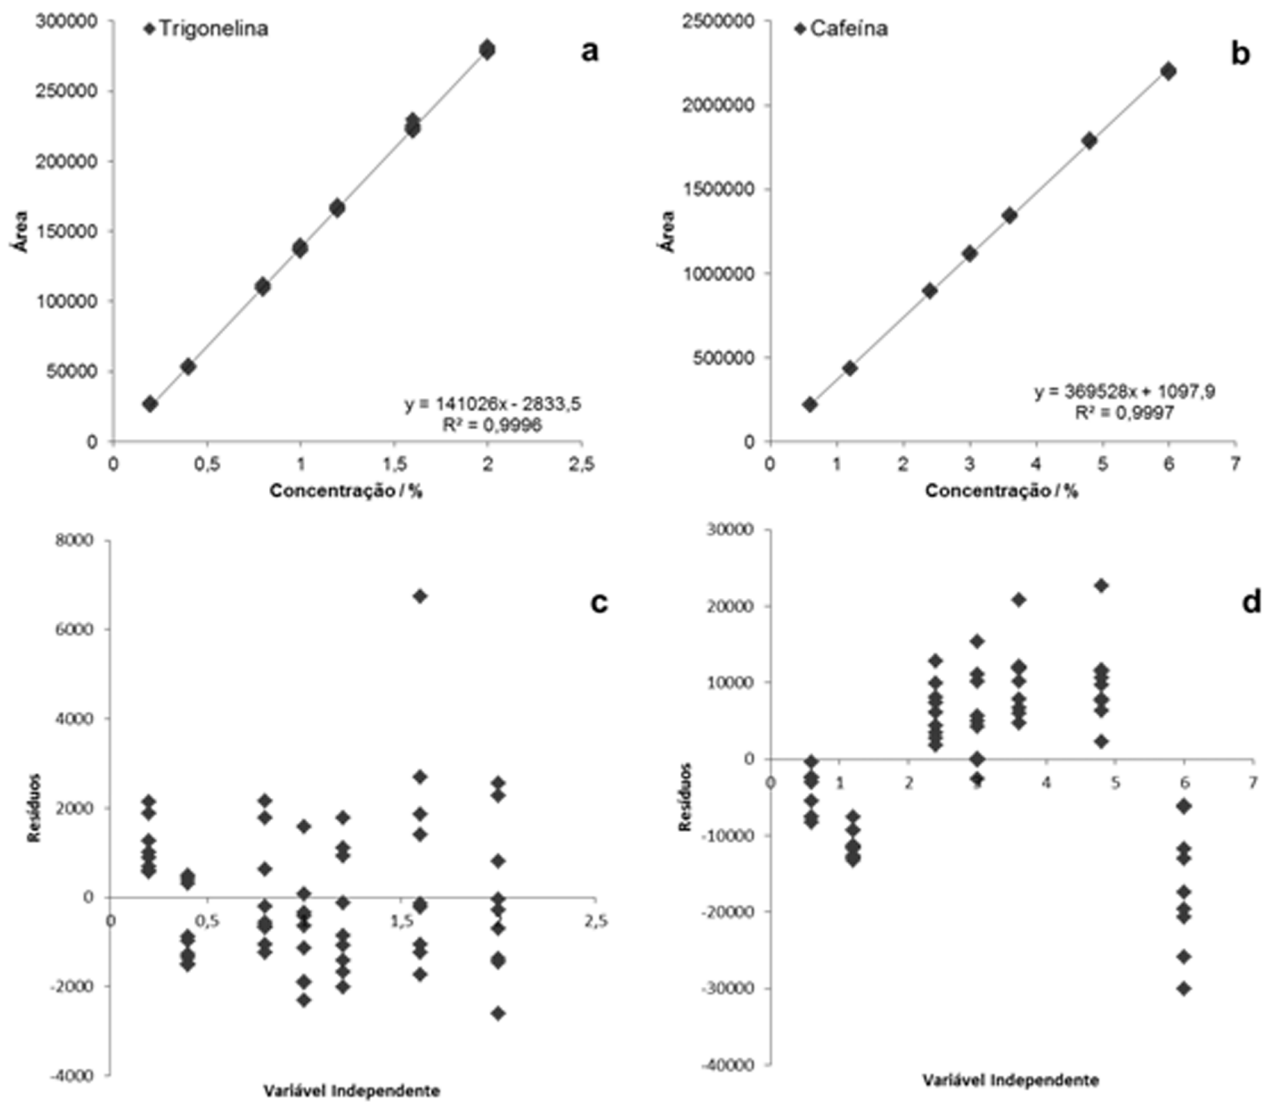 Trigonelina
a
300000
250000
200000
150000
100000
50000
0
Área
y = 141026x - 2833,5
R² = 0,9996
0 0,5 1 1,5 2 2,5
Concentração / %
Cafeína
b
2500000
2000000
1500000
1000000
500000
0
Área
y = 369528x + 1097,9
R² = 0,9997
0 1 2 3 4 5 6 7
Concentração / %
c
8000
6000
4000
2000
0
-2000
-4000
Resíduos
0 0,5 1,5 2,5
Variável Independente
d
30000
20000
10000
0
-10000
-20000
-30000
-40000
Resíduos
0 1 2 3 4 5 6 7
Variável Independente